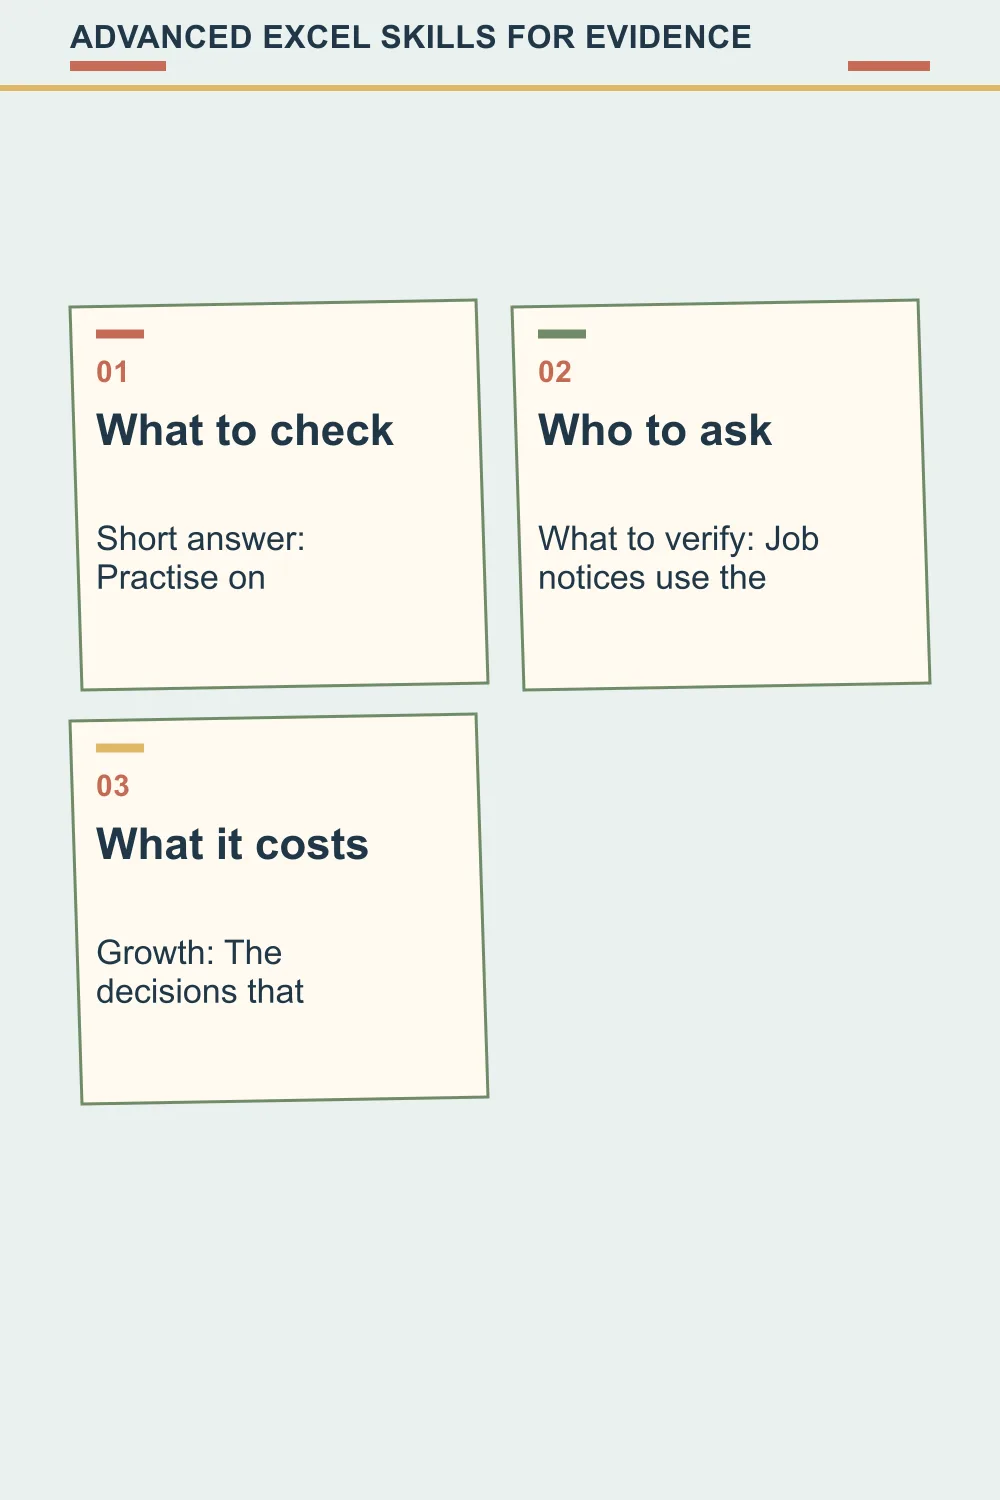 ADVANCED EXCEL SKILLS FOR EVIDENCE
01
What to check
Short answer:
Practise on
02
Who to ask
What to verify: Job
notices use the
03
What it costs
Growth: The
decisions that